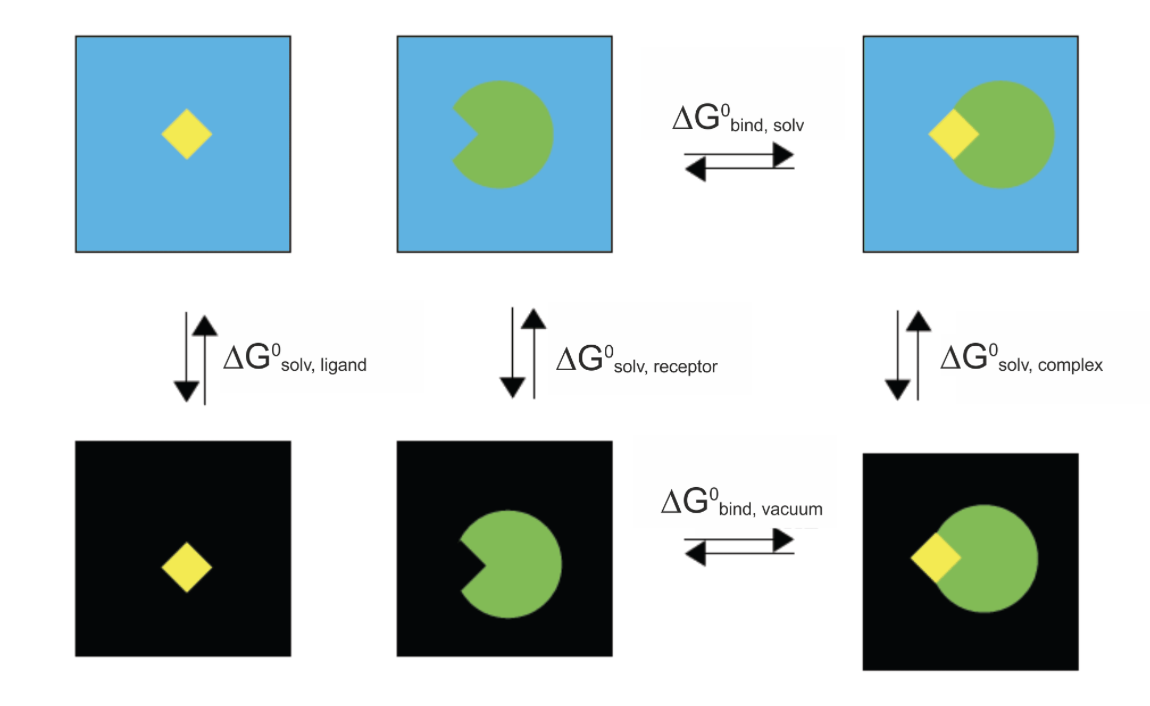 ΔG⁰bind, solv
ΔG⁰solv, ligand
ΔG⁰solv, receptor
ΔG⁰solv, complex
ΔG⁰bind, vacuum